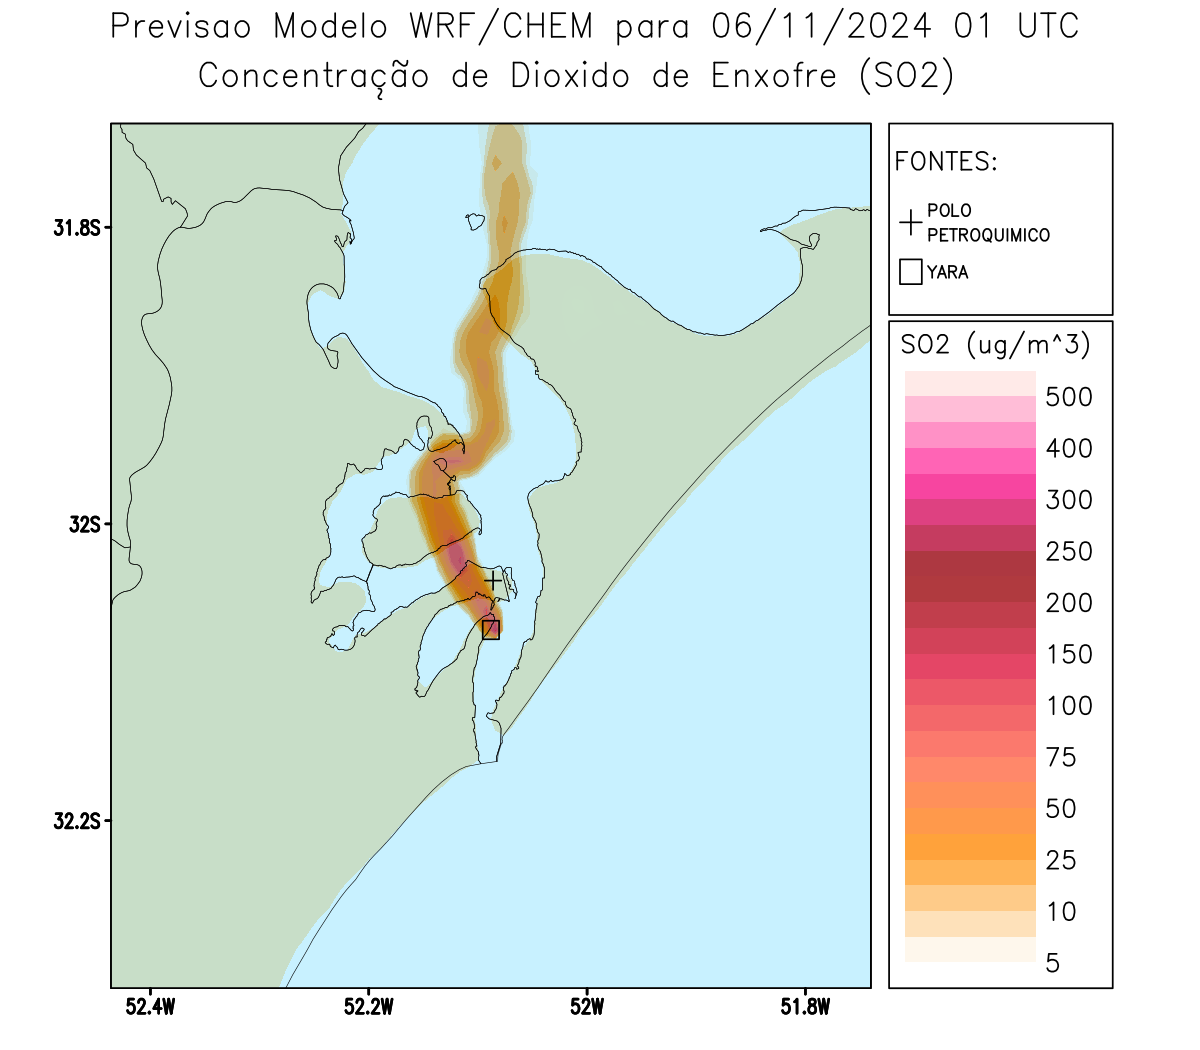 Previsao Modelo WRF/CHEM para 06/11/2024 01 UTC
Concentração de Dioxido de Enxofre (SO2)
FONTES:
POLO
PETROQUIMICO
YARA
SO2 (ug/m^3)
500
400
300
250
200
150
100
75
50
25
10
5
31.8S
32S
32.2S
52.4W
52.2W
52W
51.8W